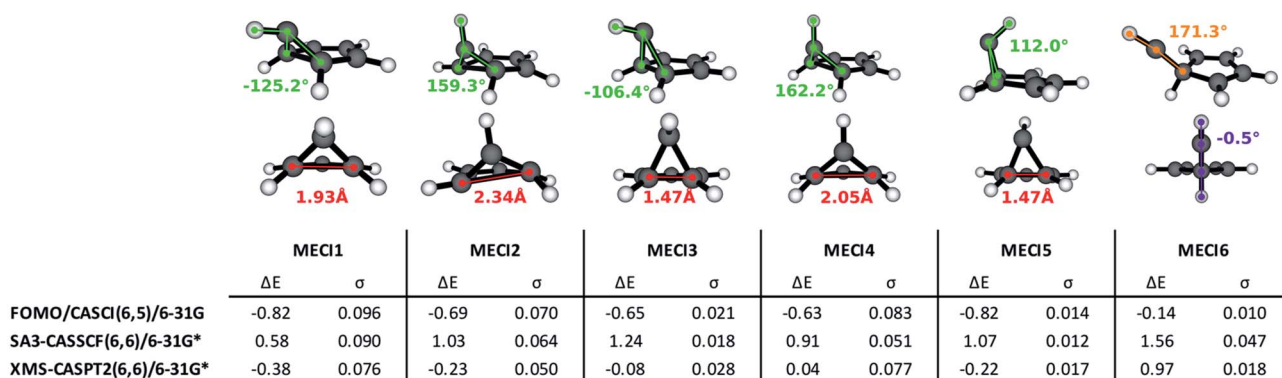 -125.2° 159.3° -106.4° 162.2° 112.0° 171.3°
-0.5°
1.93Å 2.34Å 1.47Å 2.05Å 1.47Å
MECI1 MECI2 MECI3 MECI4 MECI5 MECI6
ΔE σ ΔE σ ΔE σ ΔE σ ΔE σ ΔE σ
FOMO/CASCI(6,5)/6-31G -0.82 0.096 -0.69 0.070 -0.65 0.021 -0.63 0.083 -0.82 0.014 -0.14 0.010
SA3-CASSCF(6,6)/6-31G* 0.58 0.090 1.03 0.064 1.24 0.018 0.91 0.051 1.07 0.012 1.56 0.047
XMS-CASPT2(6,6)/6-31G* -0.38 0.076 -0.23 0.050 -0.08 0.028 0.04 0.077 -0.22 0.017 0.97 0.018